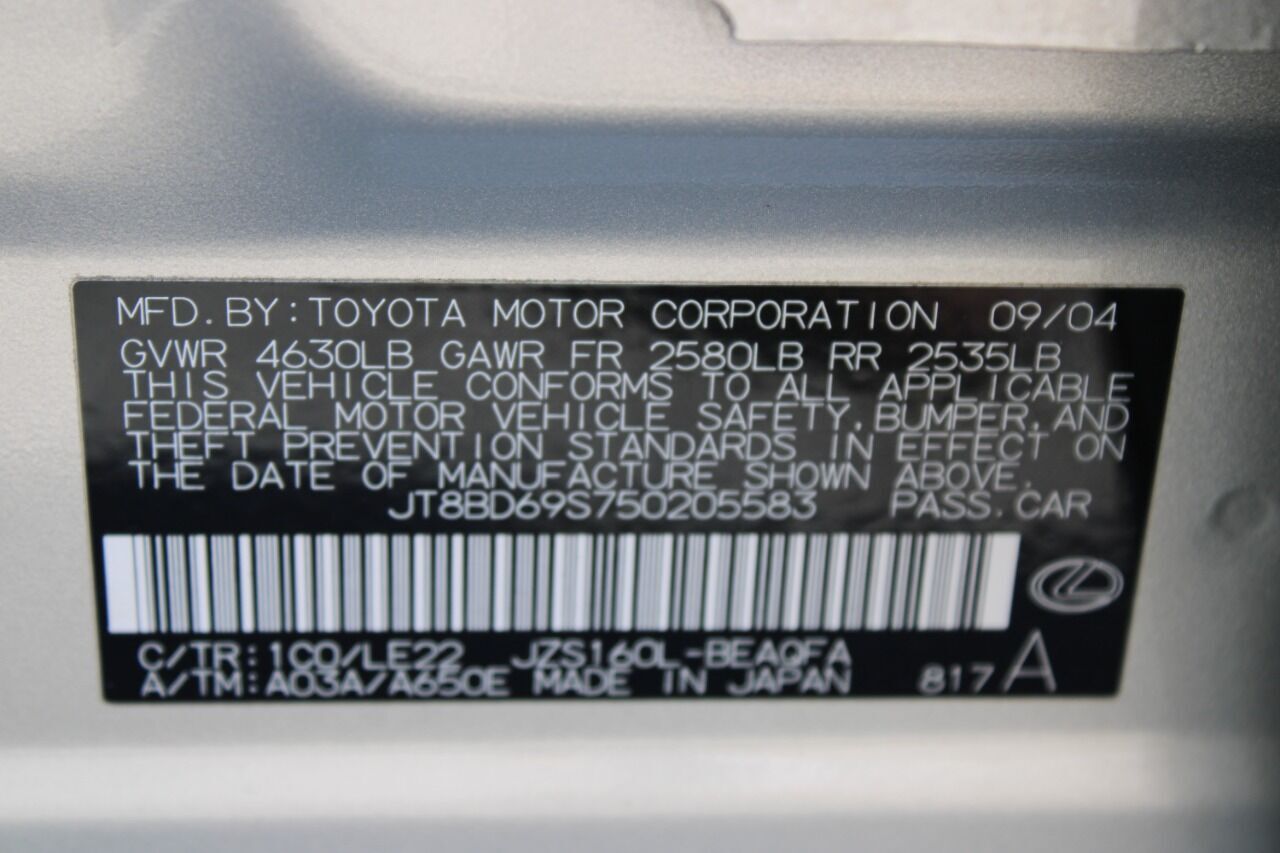 MFD. BY: TOYOTA MOTOR CORPORATION 09/04
GVWR 4630LB GAWR FR 2580LB RR 2535LB
THIS VEHICLE CONFORMS TO ALL APPLICABLE
FEDERAL MOTOR VEHICLE SAFETY, BUMPER, AND
THEFT PREVENTION STANDARDS IN EFFECT ON
THE DATE OF MANUFACTURE SHOWN ABOVE.
JT8BD69S750205583 PASS. CAR
C/TR: 1C0/LE22 JZS160L-BEAQFA
A/TM: A03A/A650E MADE IN JAPAN 817 A